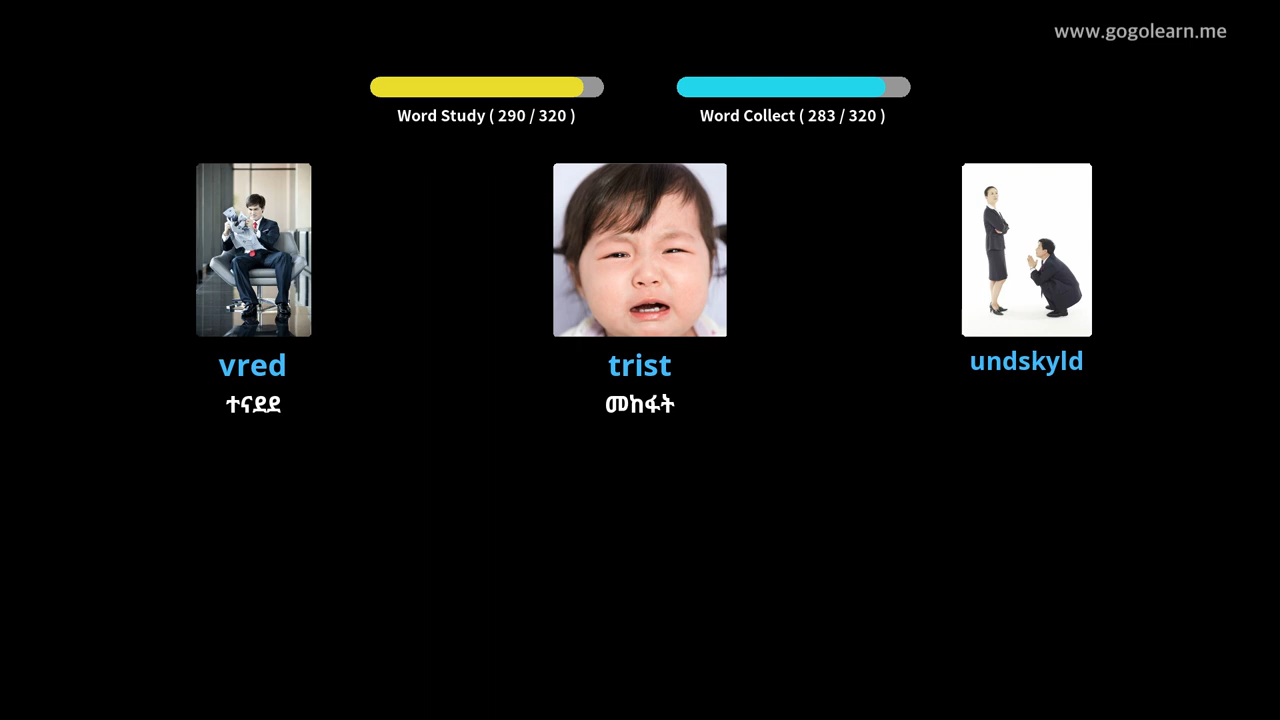 www.gogolearn.me
Word Study ( 290 / 320 )
Word Collect ( 283 / 320 )
vred
trist
undskyld
ተናደደ
መከፋት